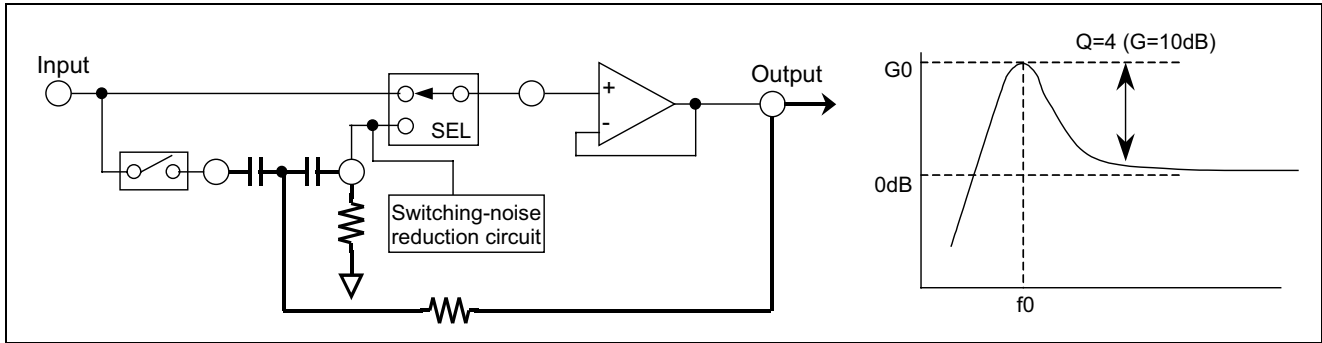 Input
SEL
+
-
Output
Switching-noise
reduction circuit
Q=4 (G=10dB)
G0
0dB
f0